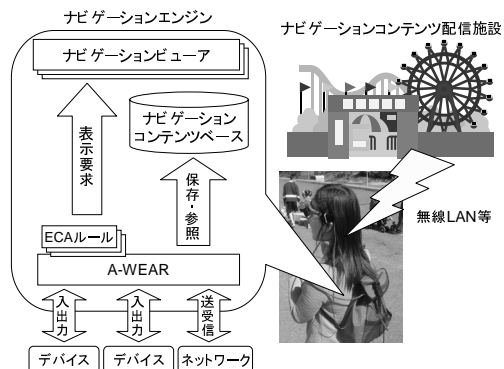 ナビゲーションエンジン
ナビゲーションビューア
ナビゲーション
コンテンツベース
表示要求
保存・参照
ECAルール
A-WEAR
入出力
入出力
送受信
デバイス
デバイス
ネットワーク
ナビゲーションコンテンツ配信施設
無線LAN等